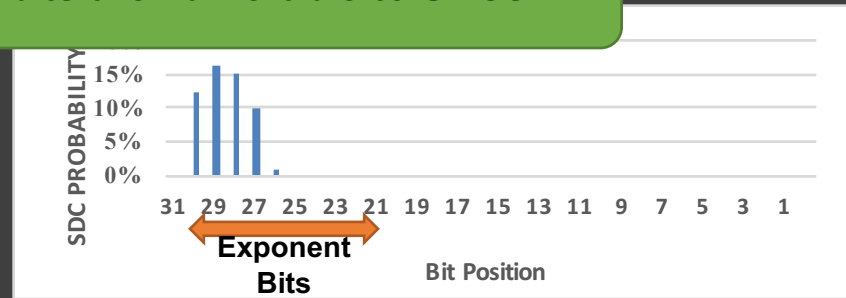 SDC PROBABILITY
15%
10%
5%
0%
31 29 27 25 23 21 19 17 15 13 11 9 7 5 3 1
Exponent
Bits
Bit Position